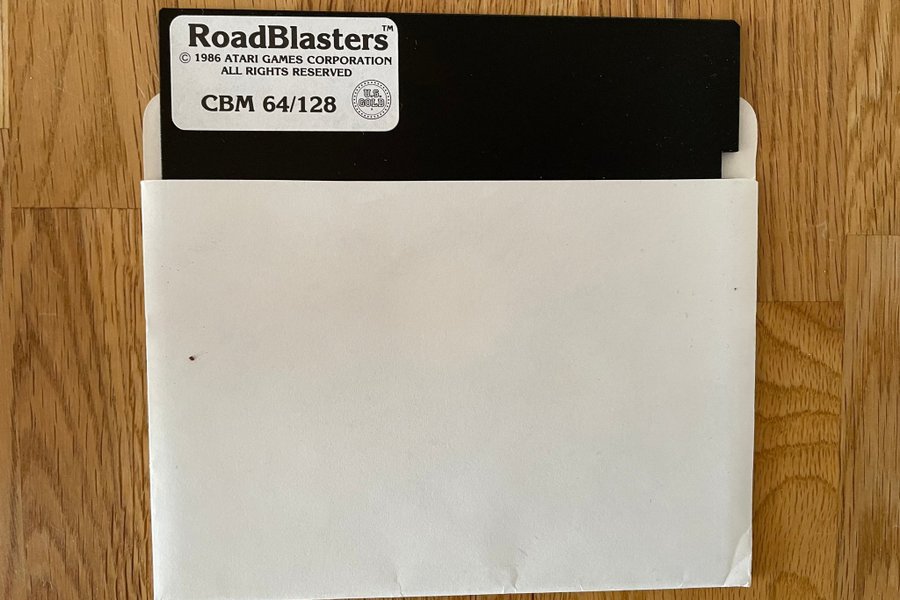 RoadBlasters™
© 1986 ATARI GAMES CORPORATION
ALL RIGHTS RESERVED
CBM 64/128
U.S.
GOLD